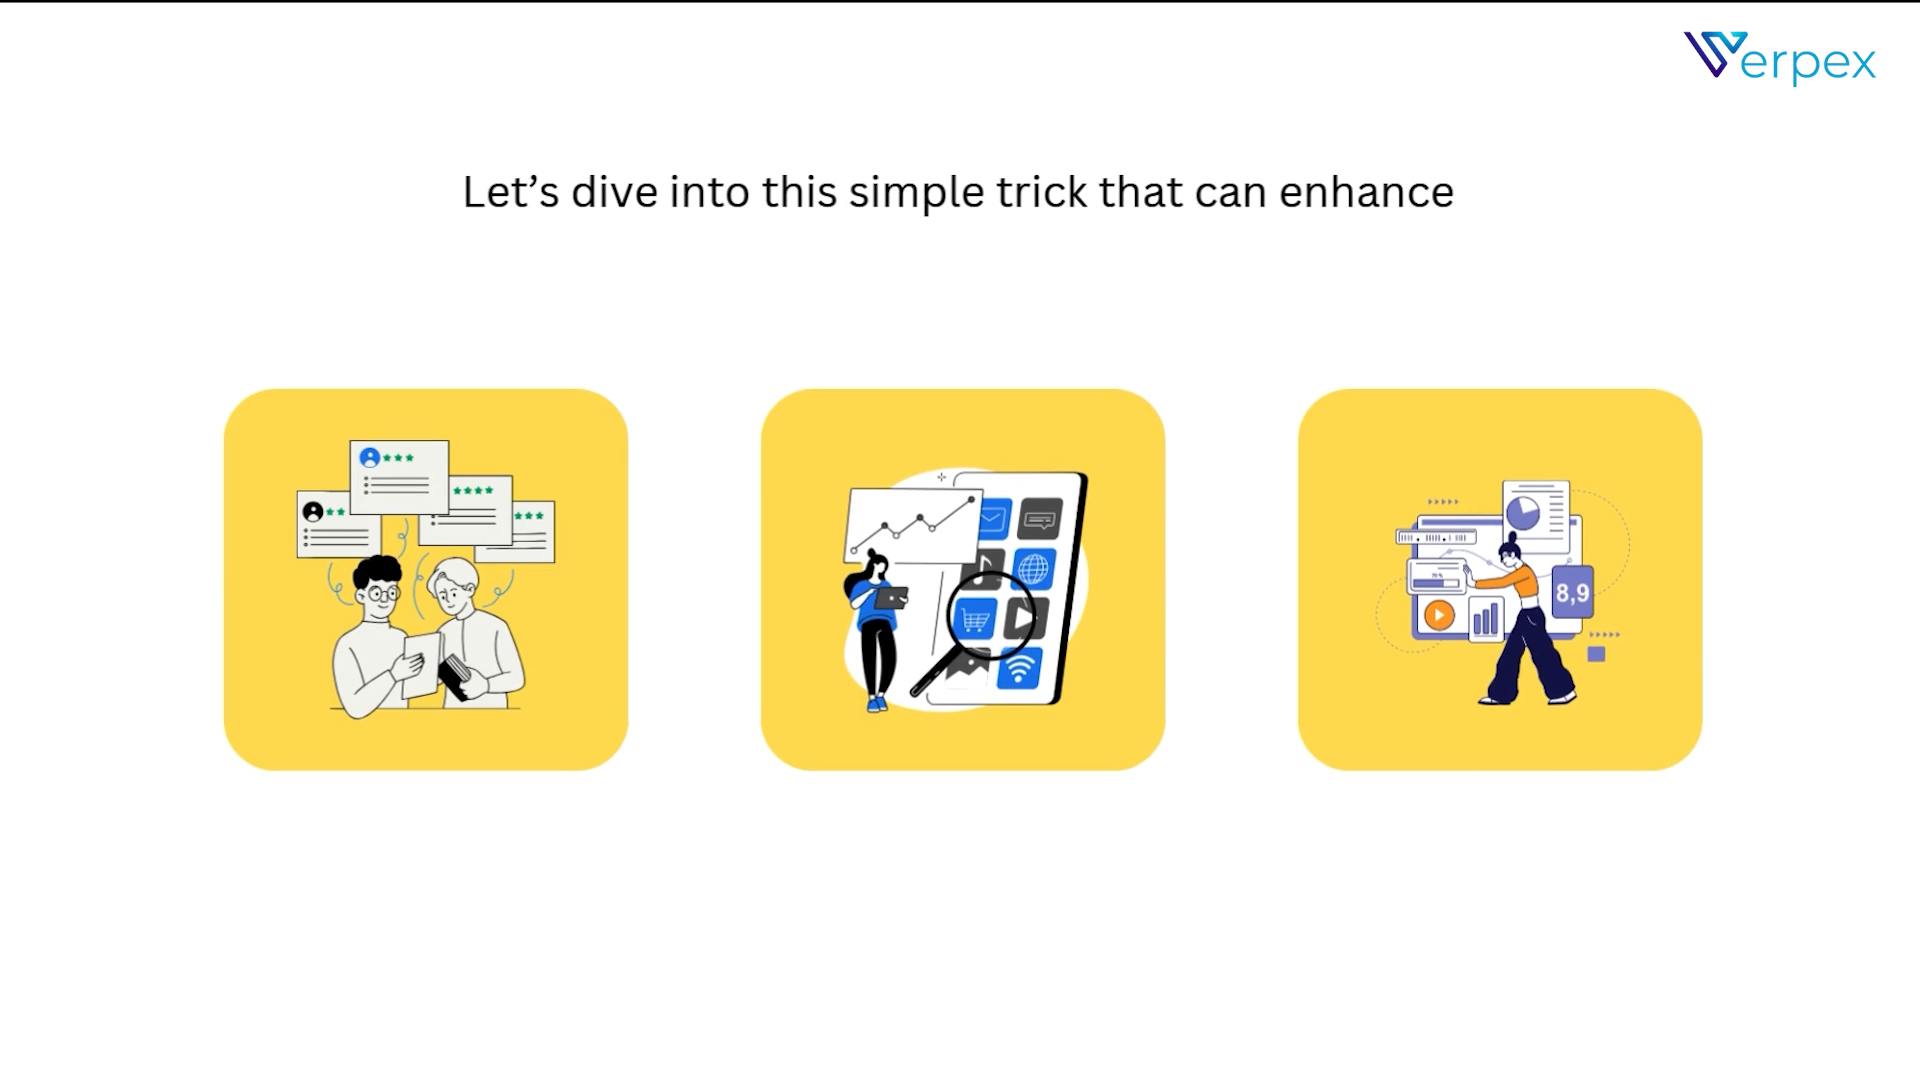 Verpex
Let’s dive into this simple trick that can enhance
8,9